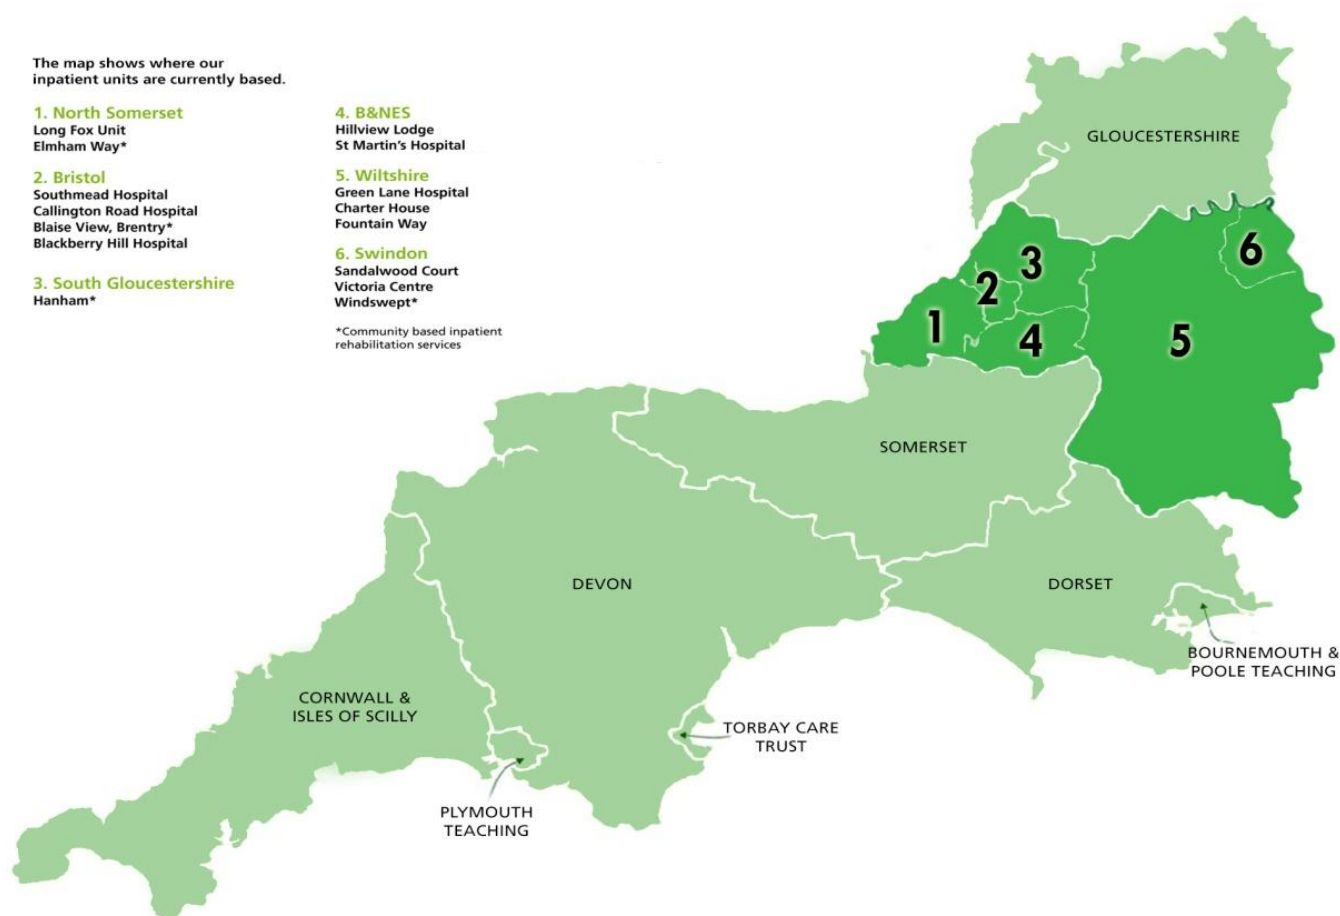 The map shows where our
inpatient units are currently based.
1. North Somerset
Long Fox Unit
Elmham Way*
2. Bristol
Southmead Hospital
Callington Road Hospital
Blaise View, Brentry*
Blackberry Hill Hospital
3. South Gloucestershire
Hanham*
4. B&NES
Hillview Lodge
St Martin's Hospital
5. Wiltshire
Green Lane Hospital
Charter House
Fountain Way
6. Swindon
Sandalwood Court
Victoria Centre
Windswept*
*Community based inpatient
rehabilitation services
GLOUCESTERSHIRE
6
3
2
1
4
5
SOMERSET
DEVON
DORSET
BOURNEMOUTH &
POOLE TEACHING
CORNWALL &
ISLES OF SCILLY
TORBAY CARE
TRUST
PLYMOUTH
TEACHING